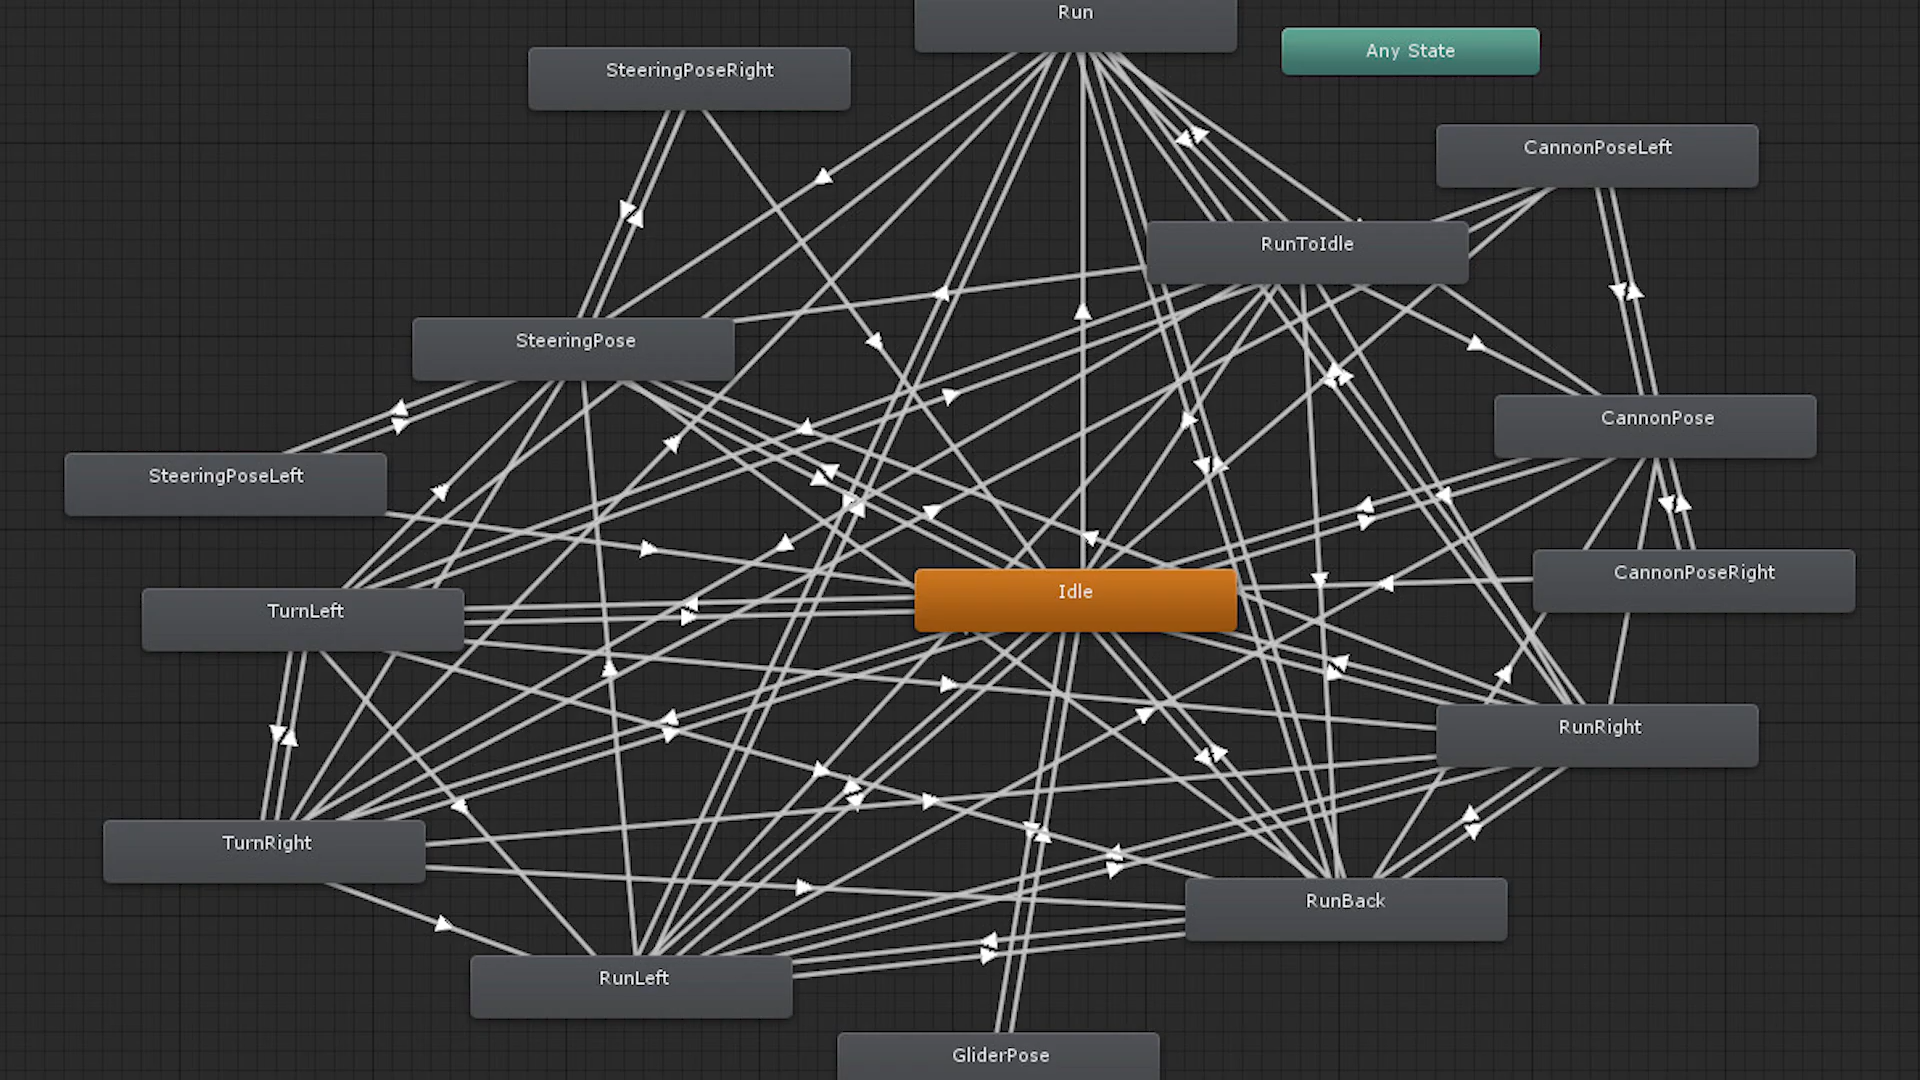 Run
Any State
SteeringPoseRight
CannonPoseLeft
RunToIdle
SteeringPose
CannonPose
SteeringPoseLeft
CannonPoseRight
Idle
TurnLeft
RunRight
TurnRight
RunBack
RunLeft
GliderPose